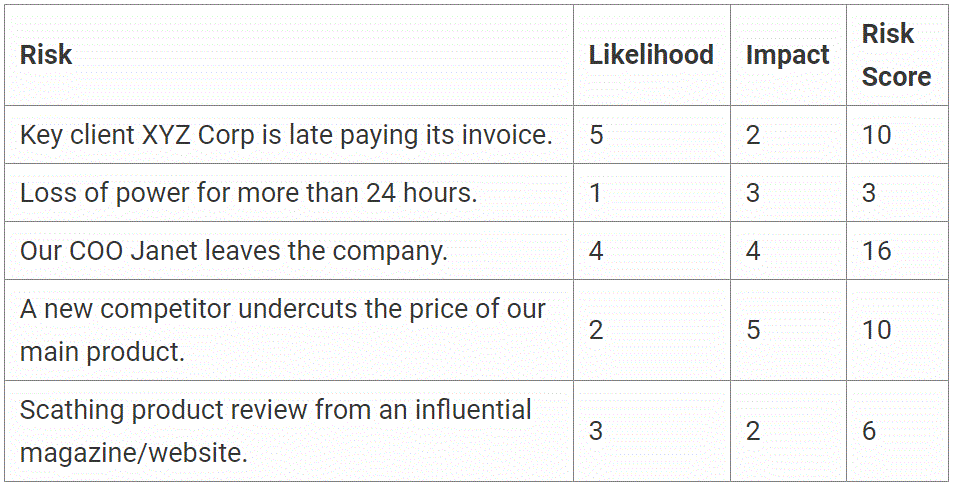 Risk Likelihood Impact Risk Score
Key client XYZ Corp is late paying its invoice. 5 2 10
Loss of power for more than 24 hours. 1 3 3
Our COO Janet leaves the company. 4 4 16
A new competitor undercuts the price of our
main product. 2 5 10
Scathing product review from an influential
magazine/website. 3 2 6